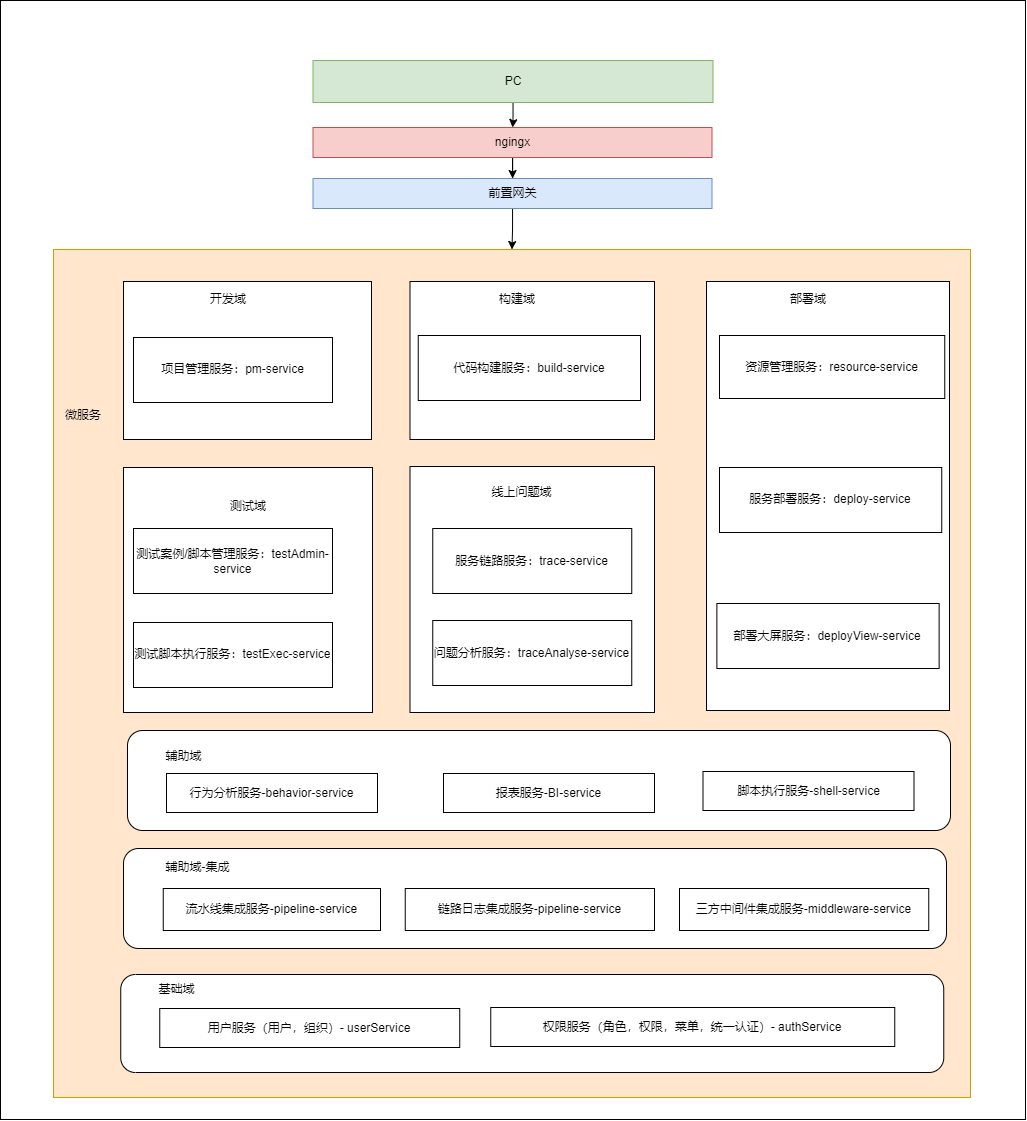 PC
ngingx
前置网关
微服务
开发域
项目管理服务：pm-service
构建域
代码构建服务：build-service
部署域
资源管理服务：resource-service
服务部署服务：deploy-service
部署大屏服务：deployView-service
测试域
测试案例/脚本管理服务：testAdmin-
service
测试脚本执行服务：testExec-service
线上问题域
服务链路服务：trace-service
问题分析服务：traceAnalyse-service
辅助域
行为分析服务-behavior-service
报表服务-BI-service
脚本执行服务-shell-service
辅助域-集成
流水线集成服务-pipeline-service
链路日志集成服务-pipeline-service
三方中间件集成服务-middleware-service
基础域
用户服务（用户，组织）- userService
权限服务（角色，权限，菜单，统一认证）- authService